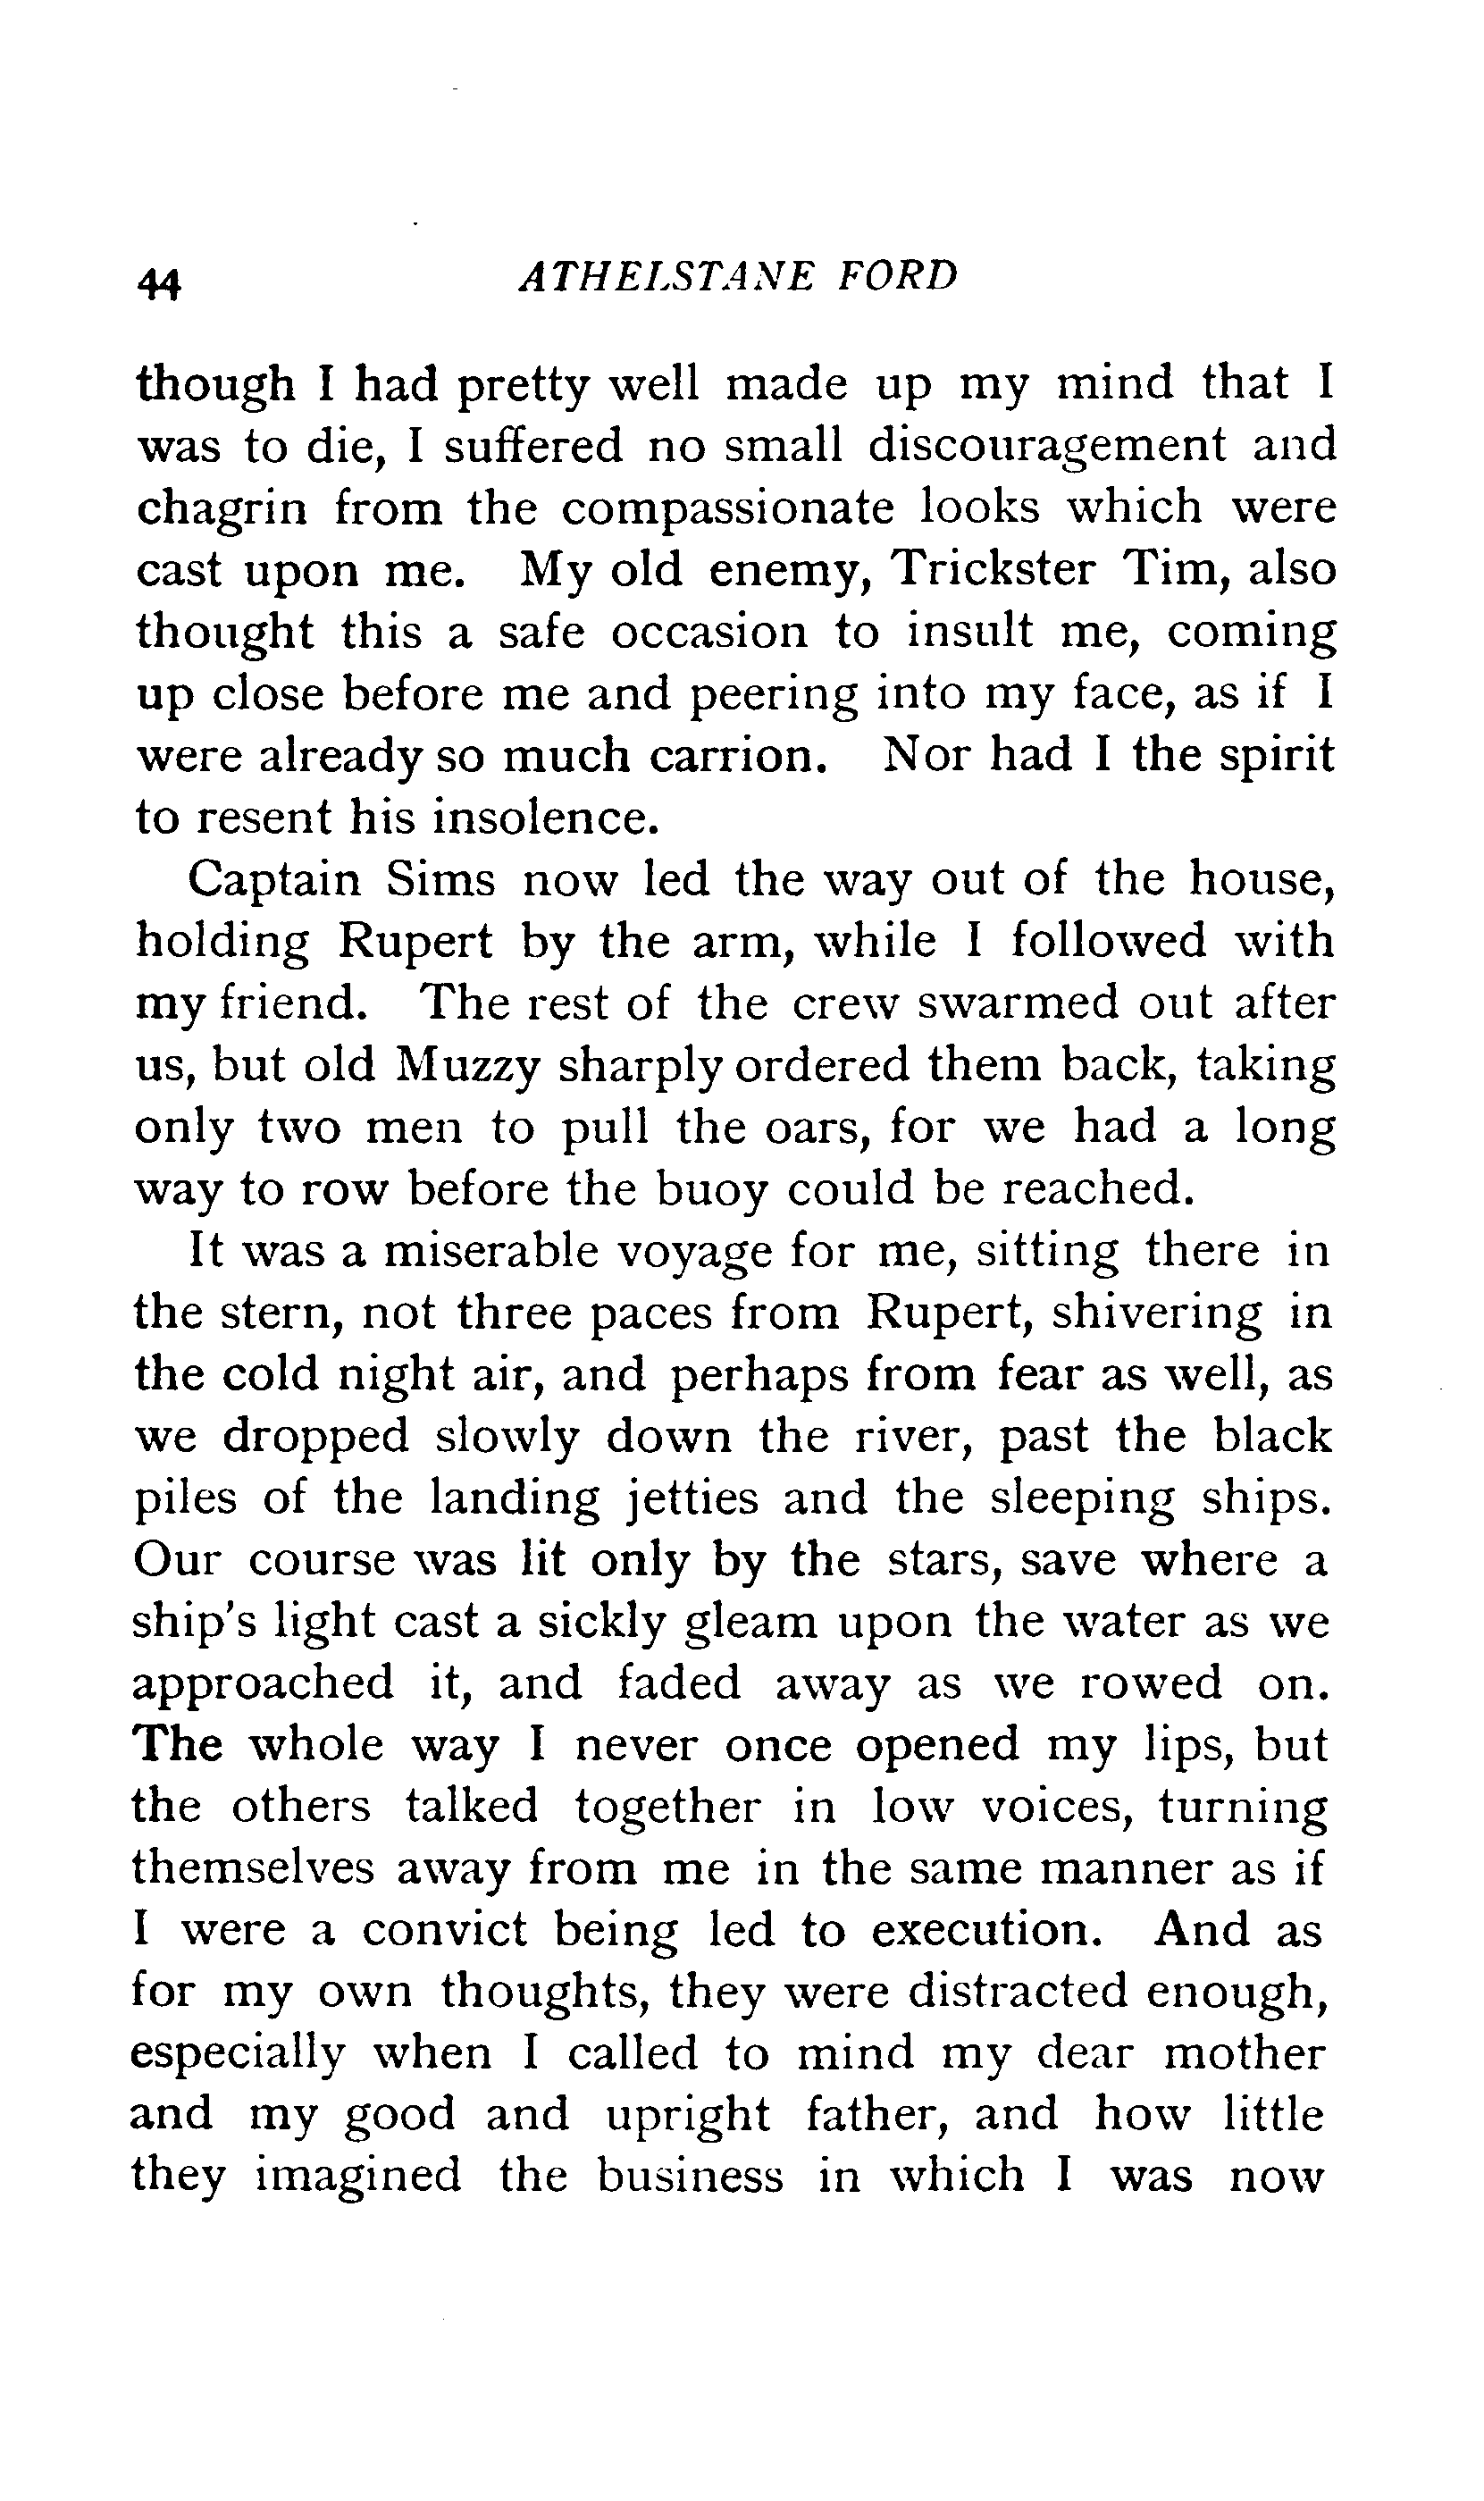 44 ATHELSTANE FORD
though I had pretty well made up my mind that I
was to die, I suffered no small discouragement and
chagrin from the compassionate looks which were
cast upon me. My old enemy, Trickster Tim, also
thought this a safe occasion to insult me, coming
up close before me and peering into my face, as if I
were already so much carrion. Nor had I the spirit
to resent his insolence.
Captain Sims now led the way out of the house,
holding Rupert by the arm, while I followed with
my friend. The rest of the crew swarmed out after
us, but old Muzzy sharply ordered them back, taking
only two men to pull the oars, for we had a long
way to row before the buoy could be reached.
It was a miserable voyage for me, sitting there in
the stern, not three paces from Rupert, shivering in
the cold night air, and perhaps from fear as well, as
we dropped slowly down the river, past the black
piles of the landing jetties and the sleeping ships.
Our course was lit only by the stars, save where a
ship's light cast a sickly gleam upon the water as we
approached it, and faded away as we rowed on.
The whole way I never once opened my lips, but
the others talked together in low voices, turning
themselves away from me in the same manner as if
I were a convict being led to execution. And as
for my own thoughts, they were distracted enough,
especially when I called to mind my dear mother
and my good and upright father, and how little
they imagined the business in which I was now